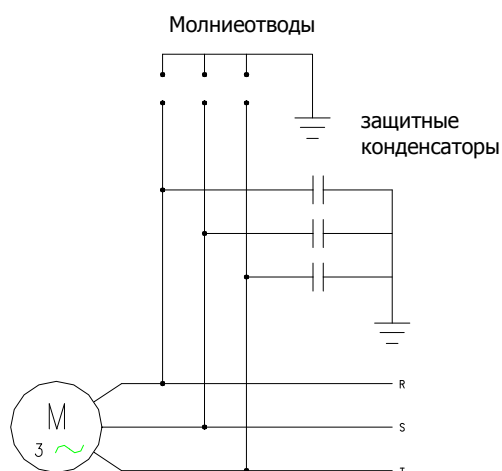 Молниеотводы
защитные
конденсаторы
R
M
3
S
T